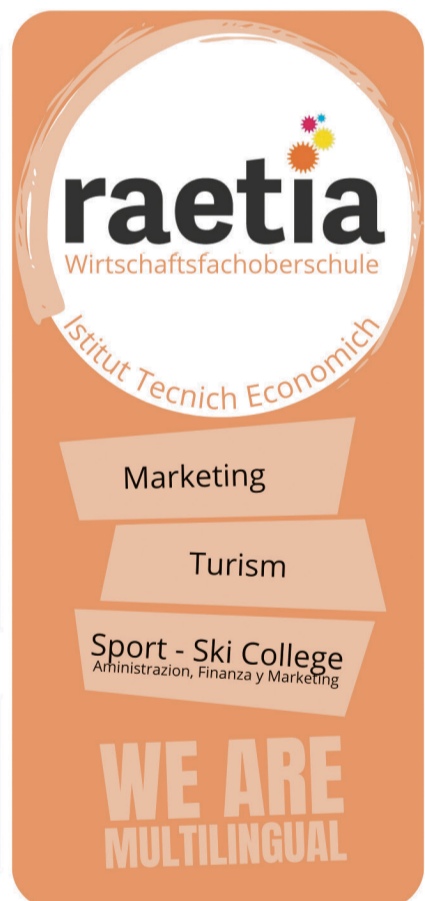 raetia
Wirtschaftsfachoberschule
Istitut Tecnich Economich
Marketing
Turism
Sport - Ski College
Aministrazion, Finanza y Marketing
WE ARE
MULTILINGUAL